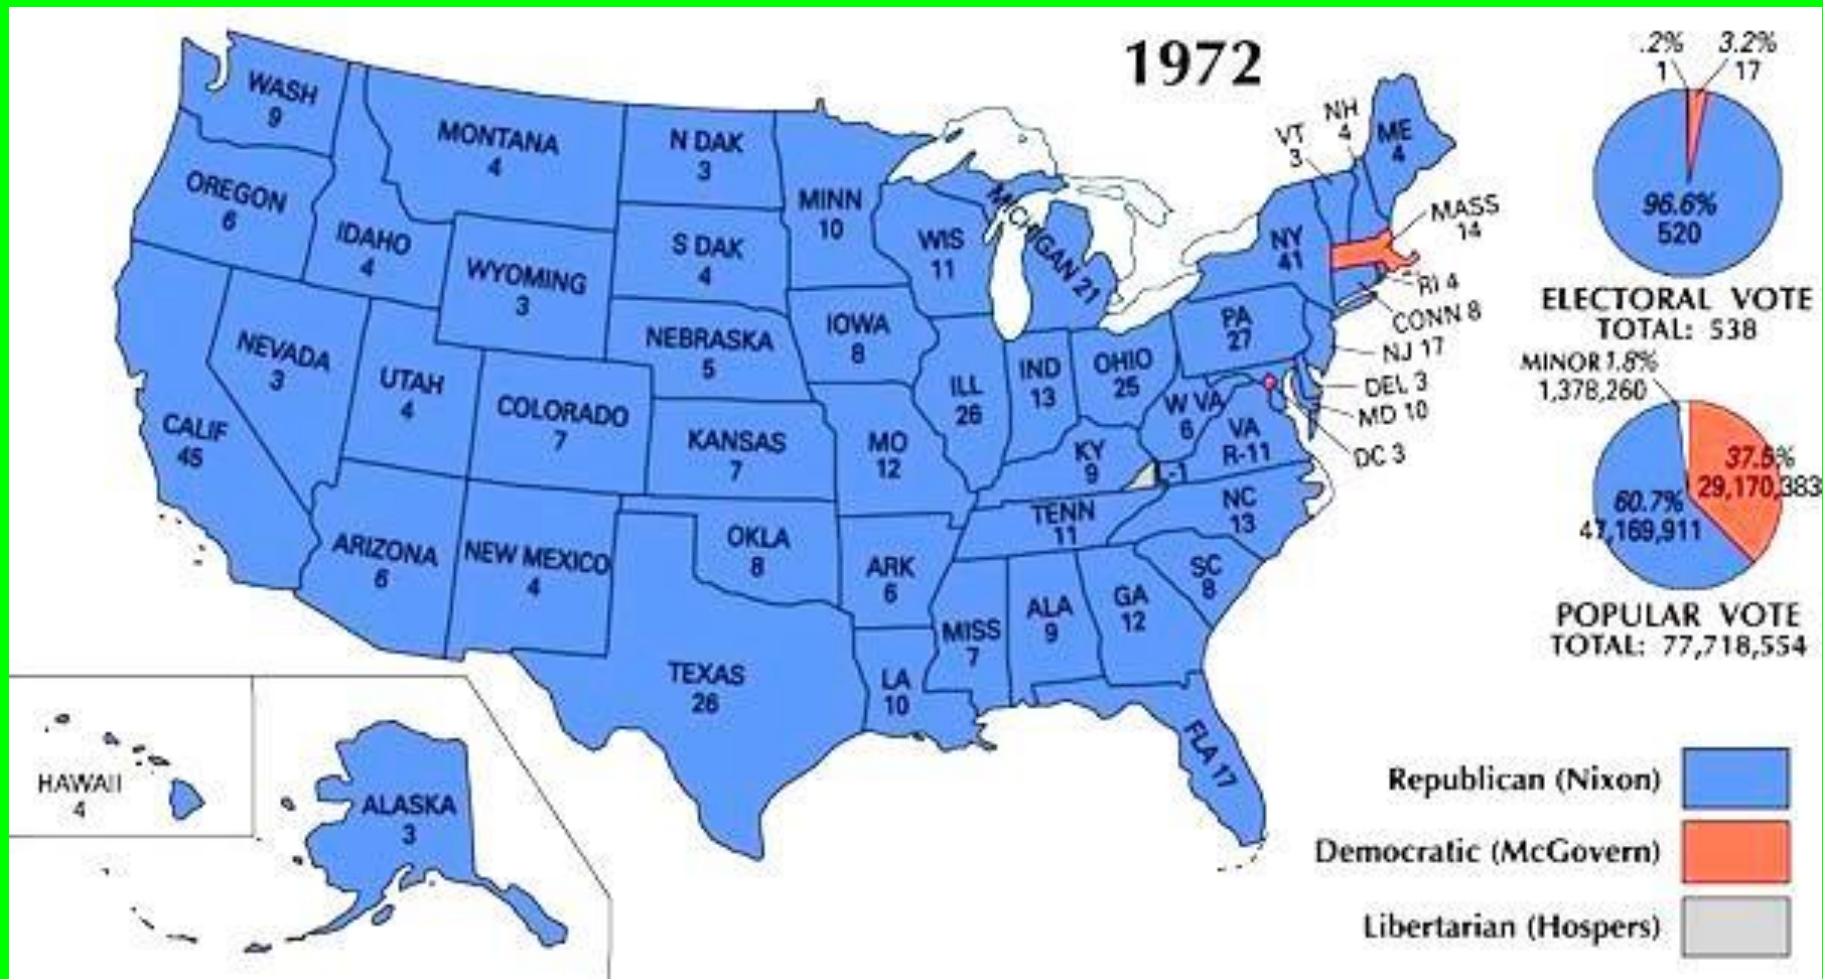 1972
WASH
9
MONTANA
4
N DAK
3
MINN
10
OREGON
6
IDAHO
4
WYOMING
3
S DAK
4
WIS
11
MICHIGAN 21
VT
3
NH
4
ME
4
MASS
14
NY
41
RI 4
CONN 8
NJ 17
DEL 3
MD 10
DC 3
PA
27
NEVADA
3
UTAH
4
COLORADO
7
NEBRASKA
5
IOWA
8
ILL
26
IND
13
OHIO
25
W VA
6
VA
R-11
L-1
CALIF
45
KANSAS
7
MO
12
KY
9
TENN
11
NC
13
ARIZONA
6
NEW MEXICO
4
OKLA
8
ARK
6
SC
8
TEXAS
26
LA
10
MISS
7
ALA
9
GA
12
FLA 17
HAWAII
4
ALASKA
3
.2%
1
3.2%
17
96.6%
520
ELECTORAL VOTE
TOTAL: 538
MINOR 1.8%
1,378,260
37.5%
29,170,383
60.7%
47,169,911
POPULAR VOTE
TOTAL: 77,718,554
Republican (Nixon)
Democratic (McGovern)
Libertarian (Hospers)